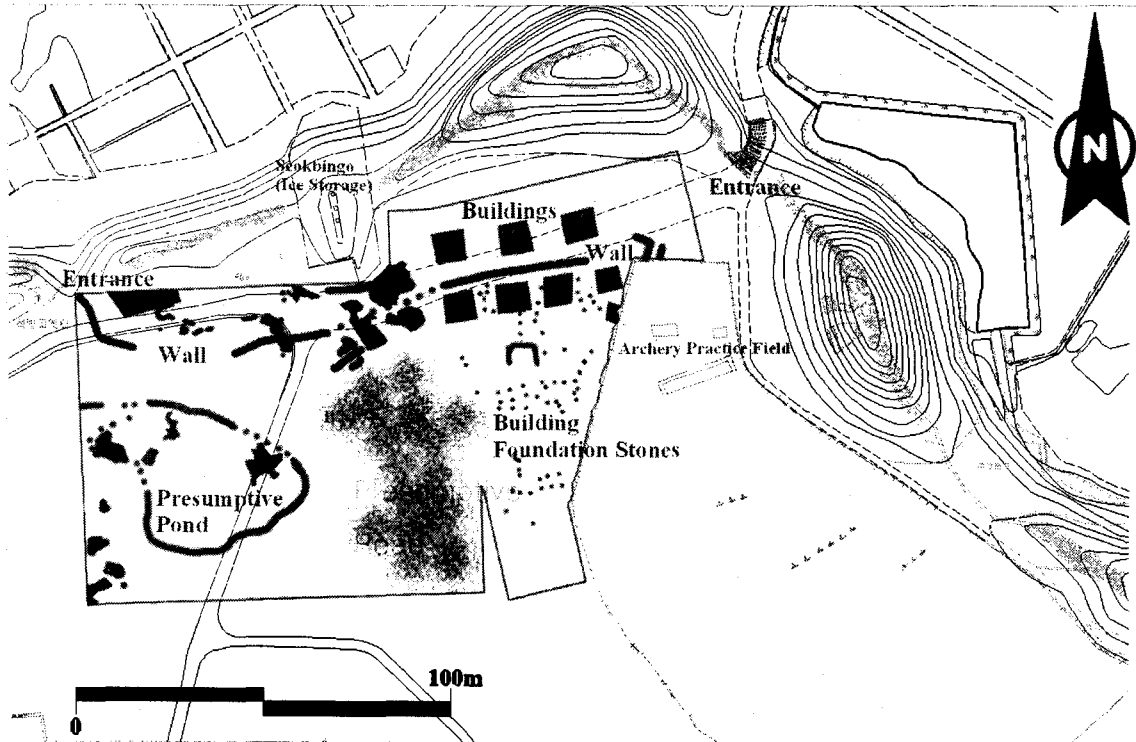 N
Seokbingo
(Ice Storage)
Entrance
Buildings
Wall
Entrance
Wall
Archery Practice Field
Building
Foundation Stones
Presumptive
Pond
100m
0